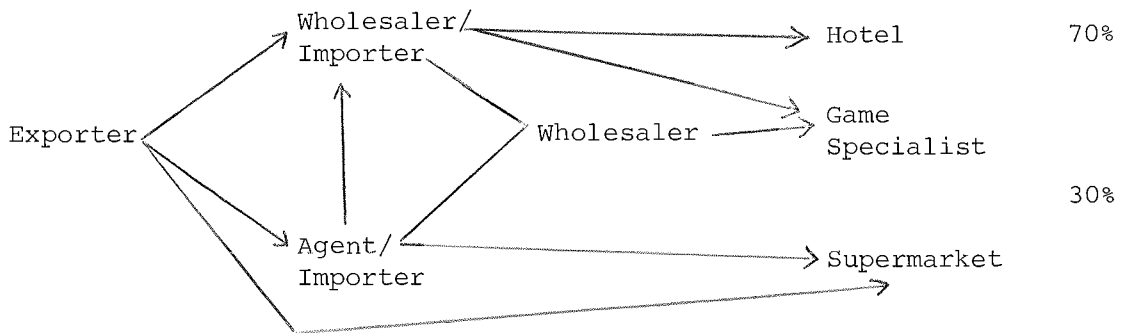 Wholesaler/
Importer
Hotel 70%
Exporter
Wholesaler
Game
Specialist
30%
Agent/
Importer
Supermarket